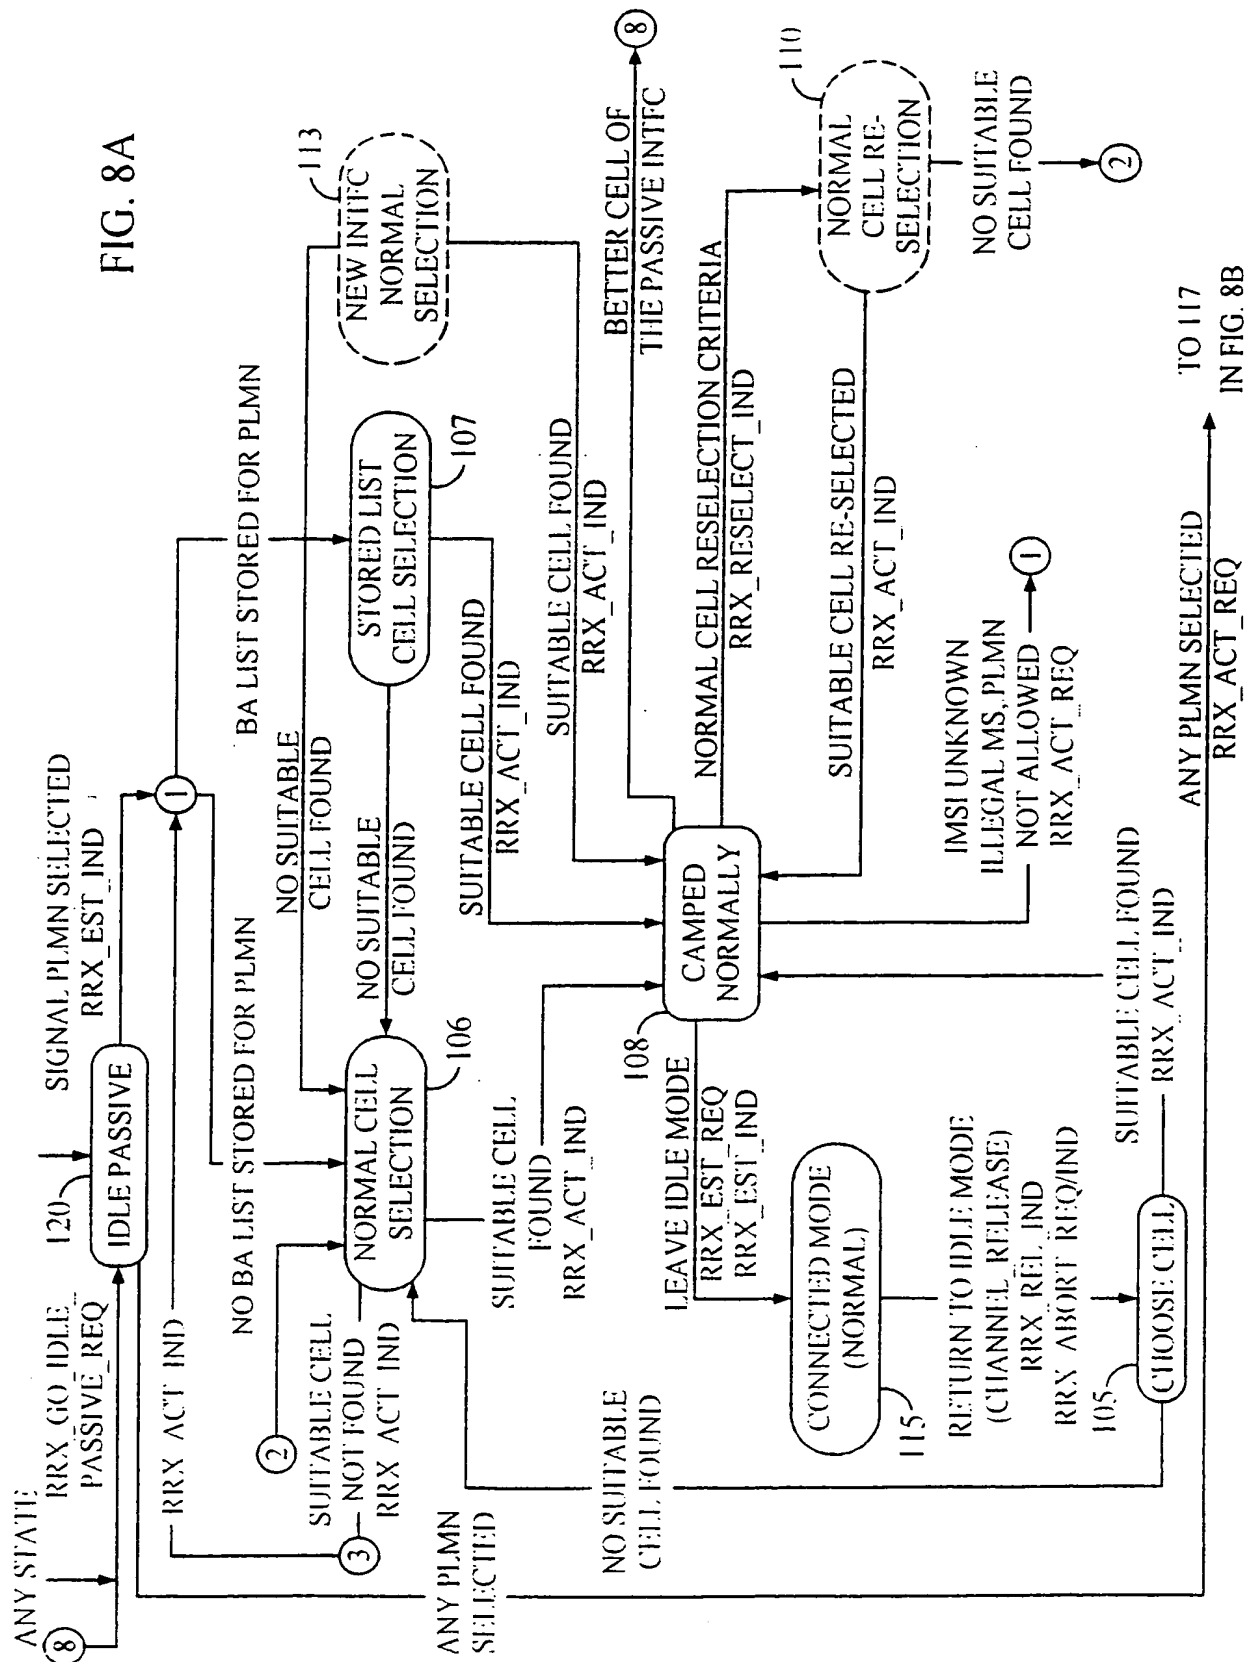 FIG. 8A
ANY STATE
8
RRX_GO_IDLE_
PASSIVE_REQ
120
IDLE PASSIVE
SIGNAL PLMN SELECTED
RRX_EST_IND
RRX_ACT_IND
1
NO BA LIST STORED FOR PLMN
BA LIST STORED FOR PLMN
2
3
SUITABLE CELL
NOT FOUND
RRX_ACT_IND
NORMAL CELL
SELECTION
106
NO SUITABLE
CELL FOUND
NO SUITABLE
CELL FOUND
STORED LIST
CELL SELECTION
107
NEW INTFC
NORMAL
SELECTION
113
ANY PLMN
SELECTED
SUITABLE CELL
FOUND
RRX_ACT_IND
SUITABLE CELL FOUND
RRX_ACT_IND
SUITABLE CELL FOUND
RRX_ACT_IND
BETTER CELL OF
THE PASSIVE INTFC
8
NO SUITABLE
CELL FOUND
LEAVE IDLE MODE
RRX_EST_REQ
RRX_EST_IND
108
CAMPED
NORMALLY
NORMAL CELL RESELECTION CRITERIA
RRX_RESELECT_IND
NORMAL
CELL RE-
SELECTION
110
SUITABLE CELL RE-SELECTED
RRX_ACT_IND
NO SUITABLE
CELL FOUND
2
CONNECTED MODE
(NORMAL)
115
IMSI UNKNOWN
ILLEGAL MS, PLMN
NOT ALLOWED
RRX_ACT_REQ
1
RETURN TO IDLE MODE
(CHANNEL_RELEASE)
RRX_REL_IND
RRX_ABORT_REQ/IND
105
CHOOSE CELL
SUITABLE CELL FOUND
RRX_ACT_IND
ANY PLMN SELECTED
RRX_ACT_REQ
TO 117
IN FIG. 8B